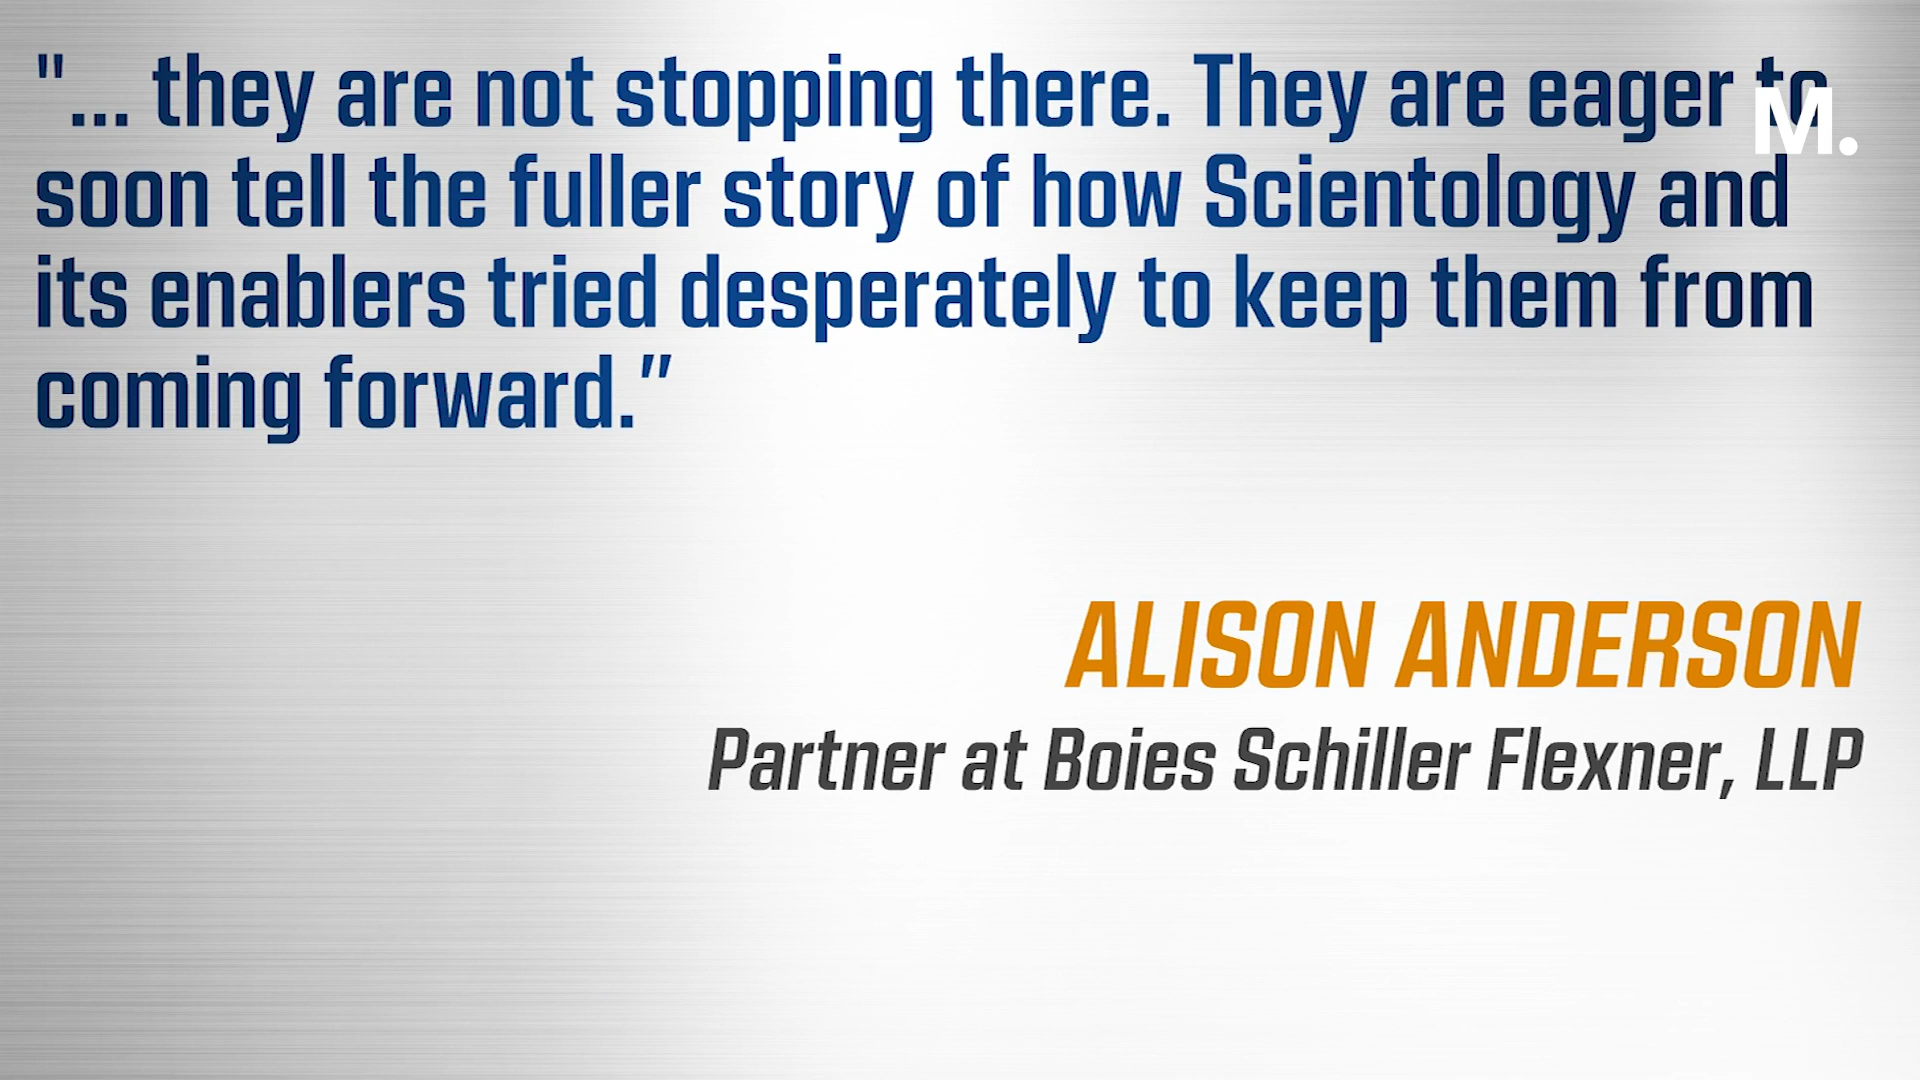 "... they are not stopping there. They are eager to
M.
soon tell the fuller story of how Scientology and
its enablers tried desperately to keep them from
coming forward.”
ALISON ANDERSON
Partner at Boies Schiller Flexner, LLP